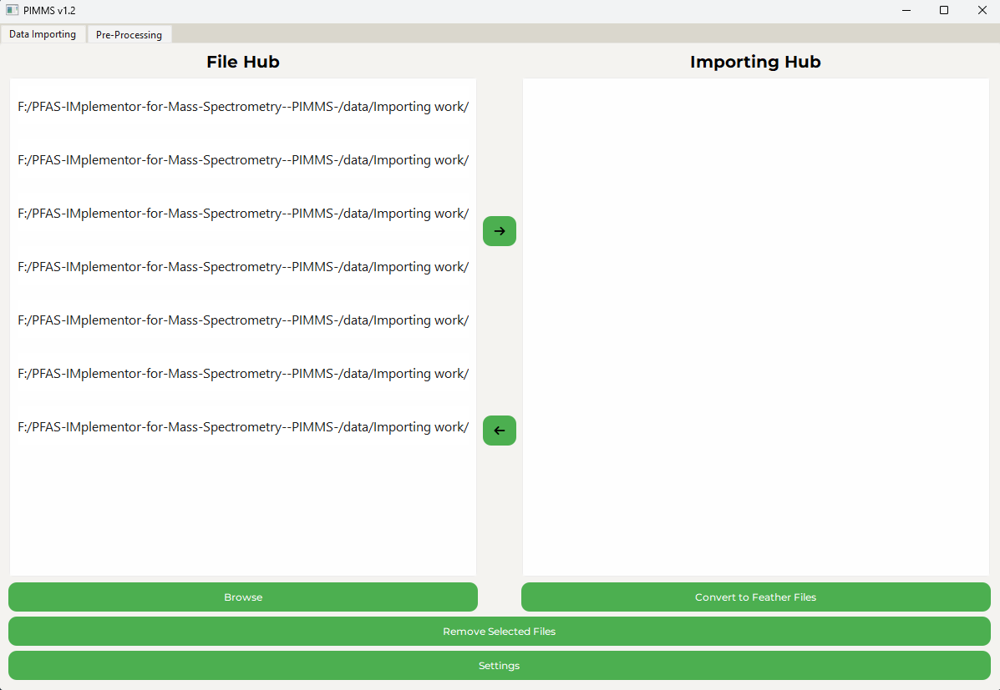 PIMMS v1.2
Data Importing
Pre-Processing
File Hub
Importing Hub
F:/PFAS-IMplementor-for-Mass-Spectrometry--PIMMS-/data/Importing work/
F:/PFAS-IMplementor-for-Mass-Spectrometry--PIMMS-/data/Importing work/
F:/PFAS-IMplementor-for-Mass-Spectrometry--PIMMS-/data/Importing work/
F:/PFAS-IMplementor-for-Mass-Spectrometry--PIMMS-/data/Importing work/
F:/PFAS-IMplementor-for-Mass-Spectrometry--PIMMS-/data/Importing work/
F:/PFAS-IMplementor-for-Mass-Spectrometry--PIMMS-/data/Importing work/
F:/PFAS-IMplementor-for-Mass-Spectrometry--PIMMS-/data/Importing work/
Browse
Convert to Feather Files
Remove Selected Files
Settings